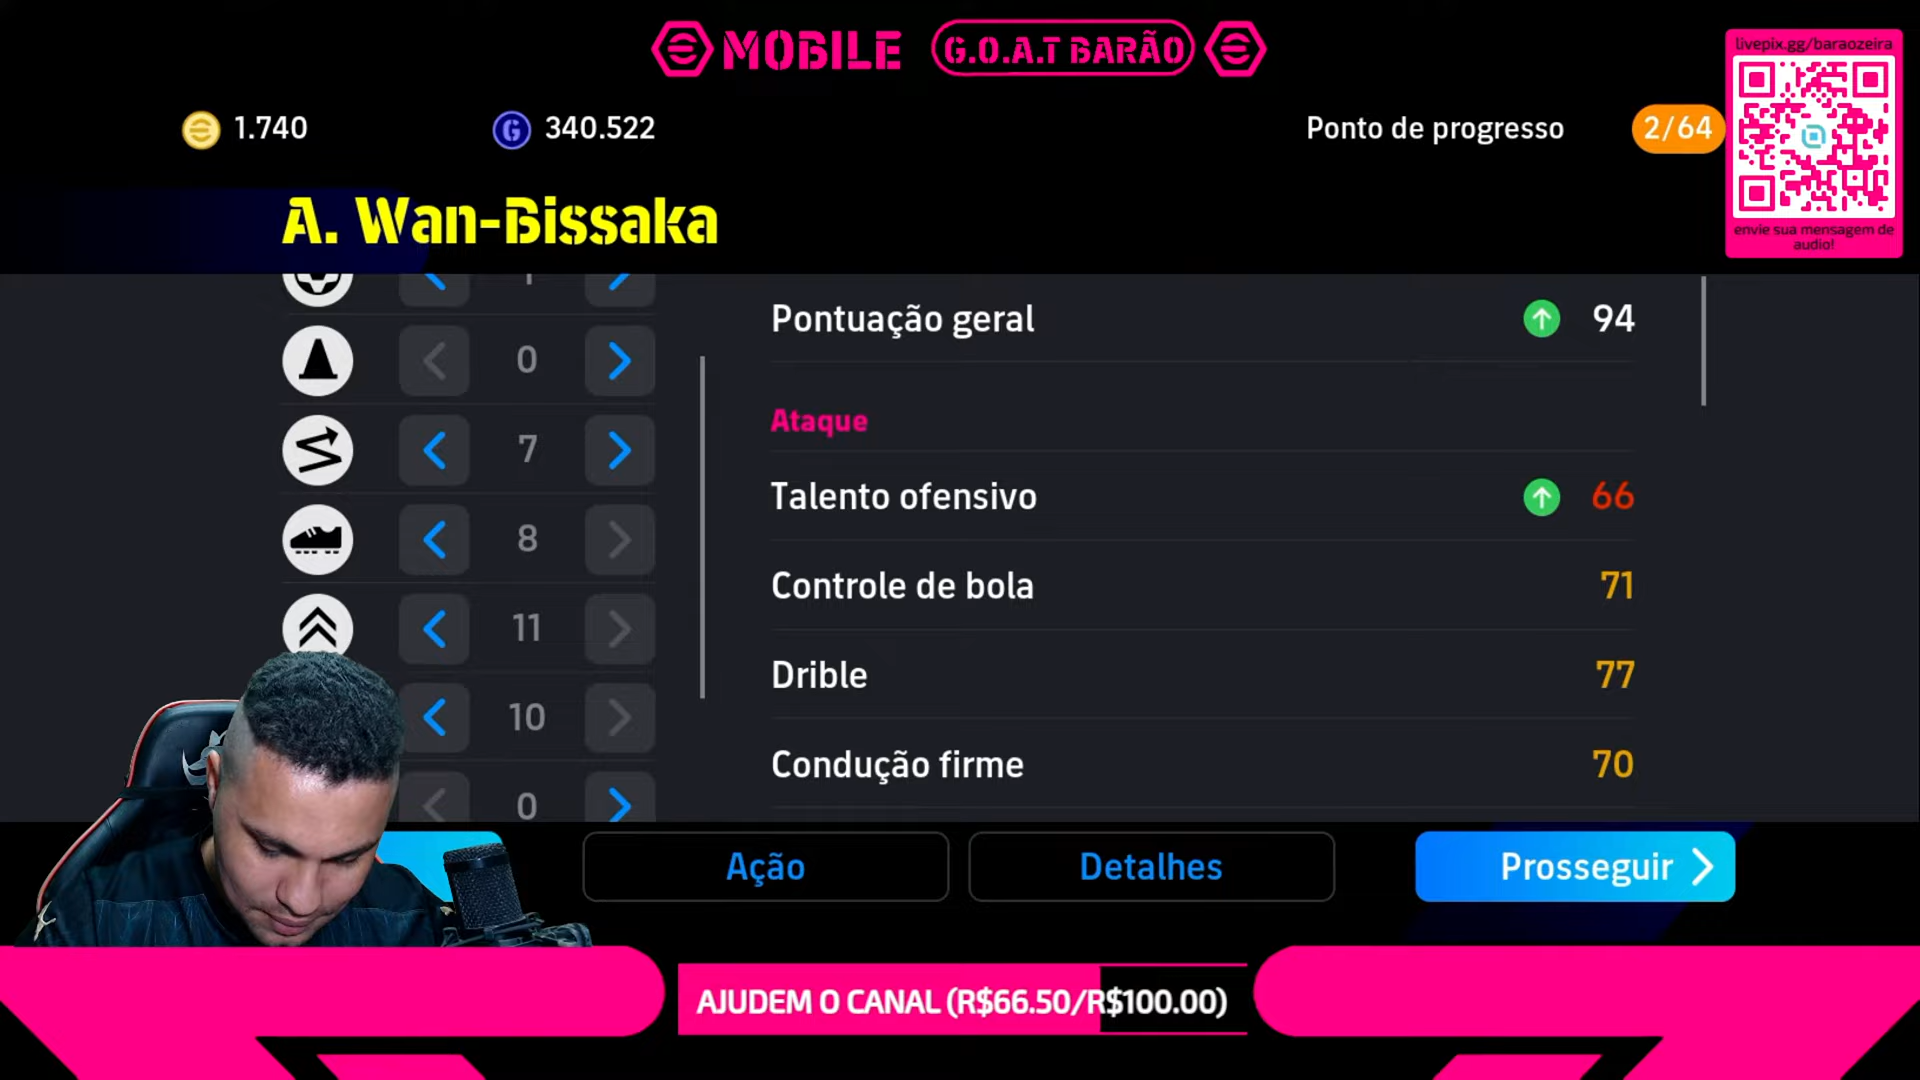 MOBILE G.O.A.T BARÃO
livepix.gg/baraozeira
1.740
340.522
Ponto de progresso
2/64
envie sua mensagem de
audio!
A. Wan-Bissaka
Pontuação geral 94
0
Ataque
7
Talento ofensivo 66
8
Controle de bola 71
11
Drible 77
10
Condução firme 70
0
Ação
Detalhes
Prosseguir
AJUDEM O CANAL (R$66.50/R$100.00)